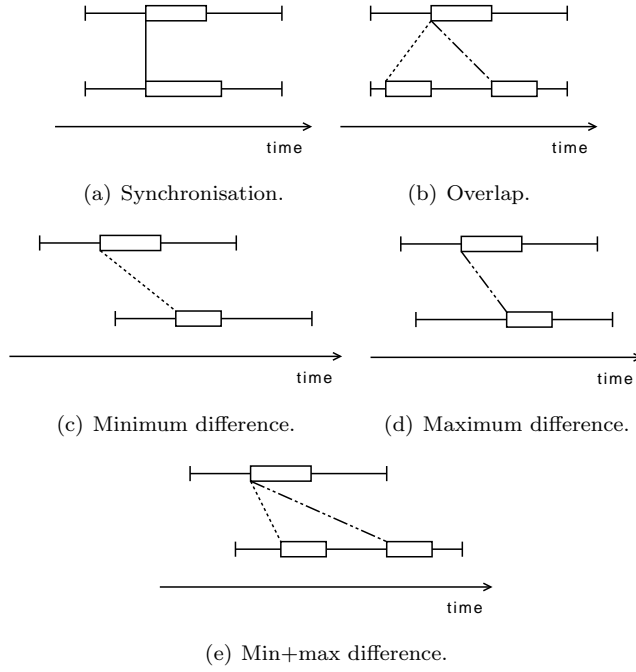 time
time
(a) Synchronisation.
(b) Overlap.
time
time
(c) Minimum difference.
(d) Maximum difference.
time
(e) Min+max difference.